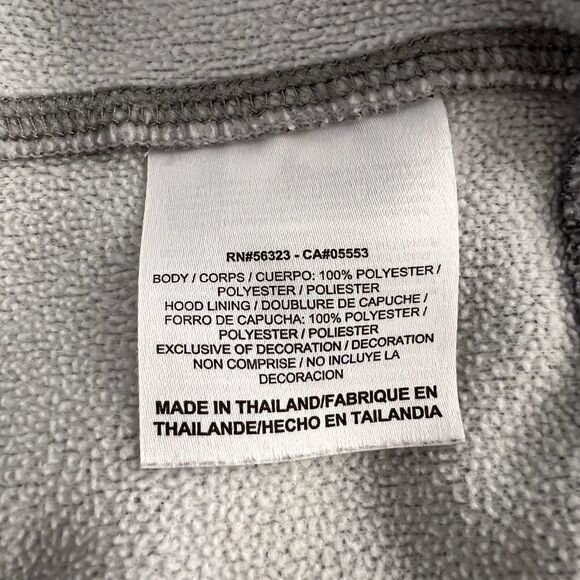 RN#56323 - CA#05553
BODY / CORPS / CUERPO: 100% POLYESTER /
POLYESTER / POLIESTER
HOOD LINING / DOUBLURE DE CAPUCHE /
FORRO DE CAPUCHA: 100% POLYESTER /
POLYESTER / POLIESTER
EXCLUSIVE OF DECORATION / DECORATION
NON COMPRISE / NO INCLUYE LA
DECORACION
MADE IN THAILAND/FABRIQUE EN
THAILANDE/HECHO EN TAILANDIA